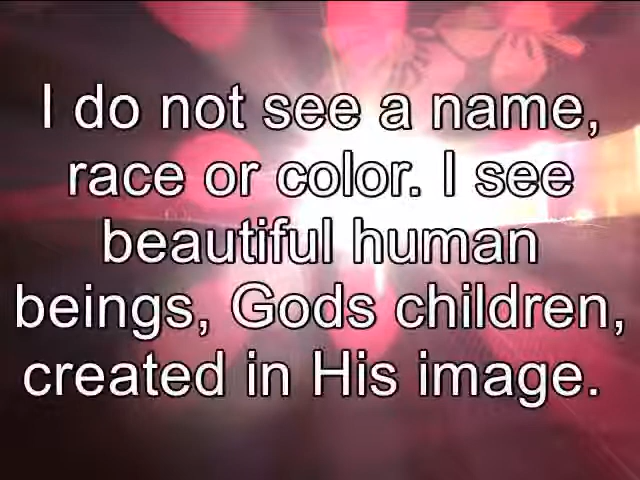 I do not see a name,
race or color. I see
beautiful human
beings, Gods children,
created in His image.